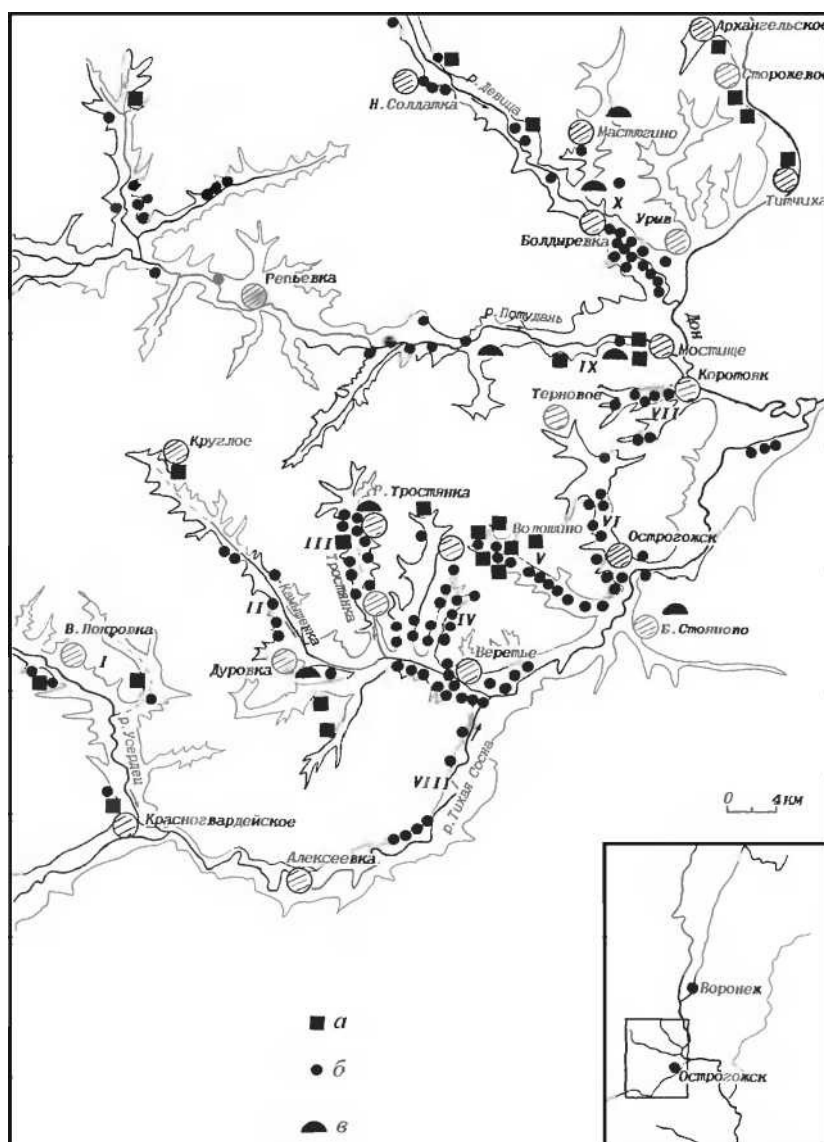 Архангельское
Сторожевое
р. Девица
Н. Солдатка
Мастюгино
Титчиха
X
Урыв
Болдыревка
Репьевка
р. Потудань
Дон
Мостище
IX
Коротояк
Терновое
VII
Круглое
Р. Тростянка
III
Тростянка
Волошино
V
VI
Острогожск
II
Камышенка
IV
В. Покровка
I
Б. Стояново
Веретье
Дуровка
р. Усердец
VIII
р. Тихая Сосна
0 4 км
Красногвардейское
Алексеевка
Воронеж
Острогожск
а
б
в